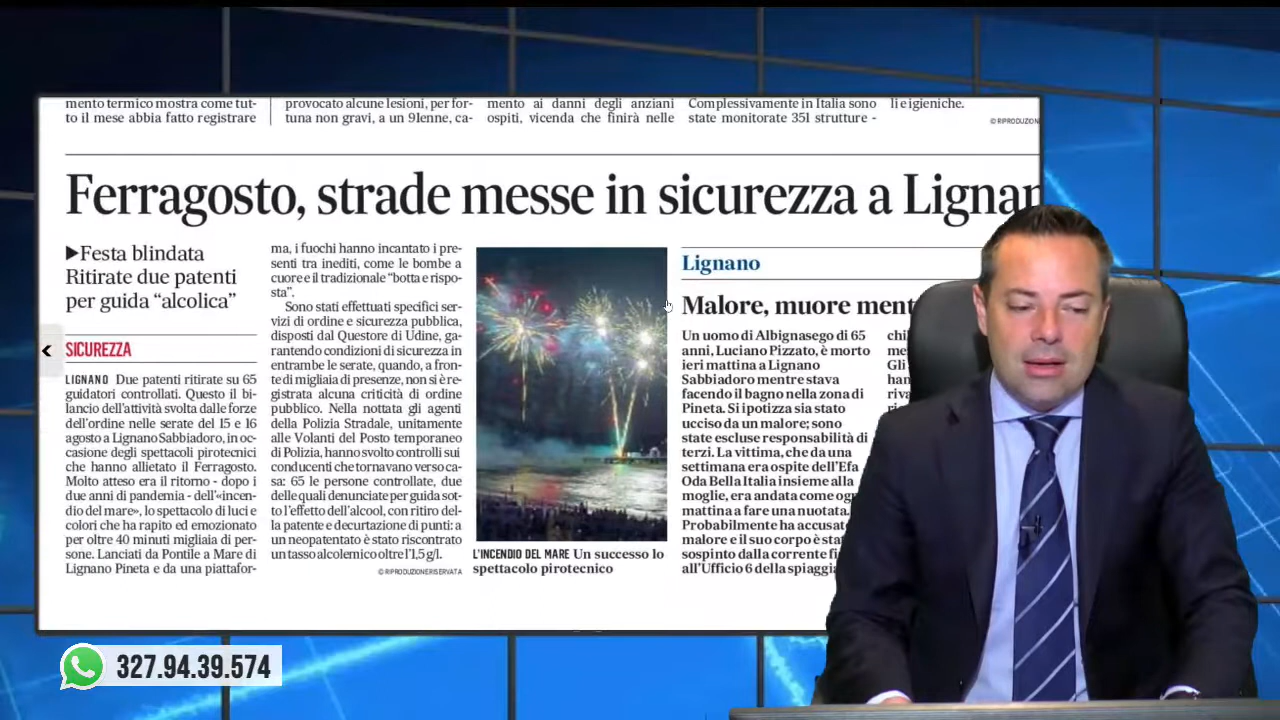 mento termico mostra come tut-
to il mese abbia fatto registrare
provocato alcune lesioni, per for-
tuna non gravi, a un 91enne, ca-
mento ai danni degli anziani
ospiti, vicenda che finirà nelle
Complessivamente in Italia sono
state monitorate 351 strutture -
li e igieniche.
© RIPRODUZION
Ferragosto, strade messe in sicurezza a Lignan
▶Festa blindata
Ritirate due patenti
per guida “alcolica”
SICUREZZA
LIGNANO Due patenti ritirate su 65
guidatori controllati. Questo il bi-
lancio dell'attività svolta dalle forze
dell'ordine nelle serate del 15 e 16
agosto a Lignano Sabbiadoro, in oc-
casione degli spettacoli pirotecnici
che hanno allietato il Ferragosto.
Molto atteso era il ritorno - dopo i
due anni di pandemia - dell'«incen-
dio del mare», lo spettacolo di luci e
colori che ha rapito ed emozionato
per oltre 40 minuti migliaia di per-
sone. Lanciati da Pontile a Mare di
Lignano Pineta e da una piattafor-
ma, i fuochi hanno incantato i pre-
senti tra inediti, come le bombe a
cuore e il tradizionale “botta e rispo-
sta”.
Sono stati effettuati specifici ser-
vizi di ordine e sicurezza pubblica,
disposti dal Questore di Udine, ga-
rantendo condizioni di sicurezza in
entrambe le serate, quando, a fron-
te di migliaia di presenze, non si è re-
gistrata alcuna criticità di ordine
pubblico. Nella nottata gli agenti
della Polizia Stradale, unitamente
alle Volanti del Posto temporaneo
di Polizia, hanno svolto controlli sui
conducenti che tornavano verso ca-
sa: 65 le persone controllate, due
delle quali denunciate per guida sot-
to l'effetto dell'alcool, con ritiro del-
la patente e decurtazione di punti: a
un neopatentato è stato riscontrato
un tasso alcolemico oltre l'1,5 g/l.
© RIPRODUZIONE RISERVATA
L'INCENDIO DEL MARE Un successo lo
spettacolo pirotecnico
Lignano
Malore, muore ment
Un uomo di Albignasego di 65
anni, Luciano Pizzato, è morto
ieri mattina a Lignano
Sabbiadoro mentre stava
facendo il bagno nella zona di
Pineta. Si ipotizza sia stato
ucciso da un malore; sono
state escluse responsabilità di
terzi. La vittima, che da una
settimana era ospite dell'Efa
Oda Bella Italia insieme alla
moglie, era andata come ogn
mattina a fare una nuotata.
Probabilmente ha accusat
malore e il suo corpo è stat
sospinto dalla corrente fi
all'Ufficio 6 della spiaggi
chil
me
Gli
han
riva
327.94.39.574